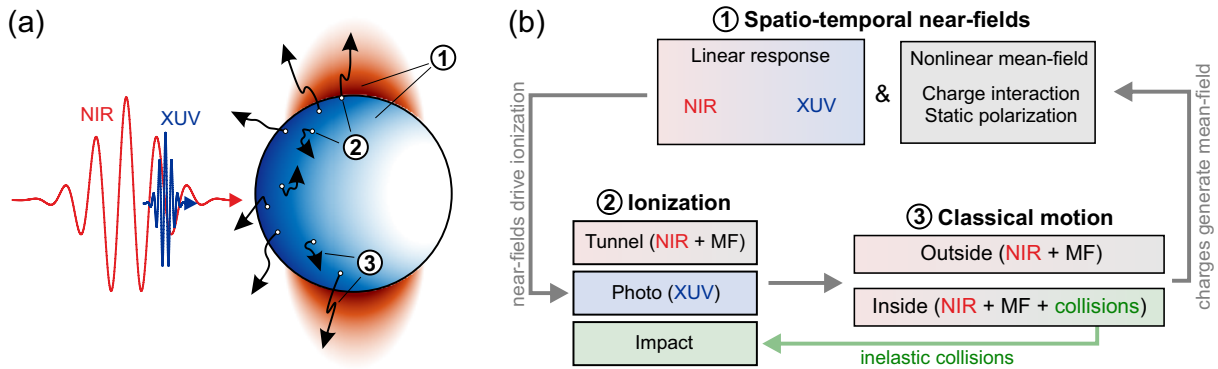 (a)
NIR
XUV
①
②
③
(b)
① Spatio-temporal near-fields
Linear response
NIR
XUV
&
Nonlinear mean-field
Charge interaction
Static polarization
near-fields drive ionization
② Ionization
Tunnel (NIR + MF)
Photo (XUV)
Impact
③ Classical motion
Outside (NIR + MF)
Inside (NIR + MF + collisions)
inelastic collisions
charges generate mean-field